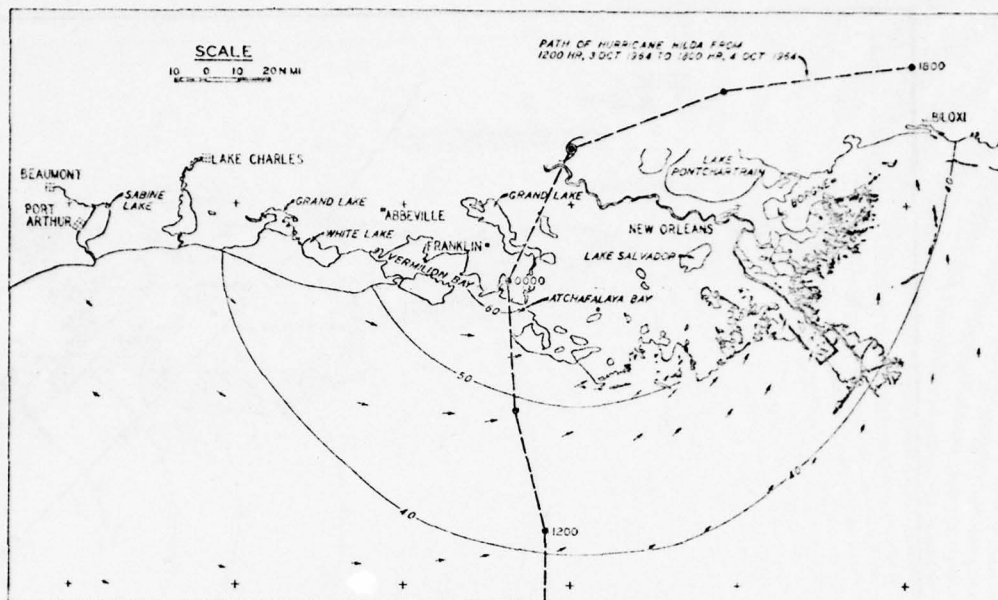 SCALE
10 0 10 20 N MI
PATH OF HURRICANE HILDA FROM
1200 HR, 3 OCT 1964 TO 1800 HR, 4 OCT 1964
1800
BILOXI
LAKE CHARLES
BEAUMONT
SABINE
LAKE
PORT
ARTHUR
GRAND LAKE
WHITE LAKE
ABBEVILLE
VERMILION BAY
FRANKLIN
GRAND LAKE
LAKE
PONTCHARTRAIN
NEW ORLEANS
LAKE SALVADOR
0000
ATCHAFALAYA BAY
60
50
40
40
1200